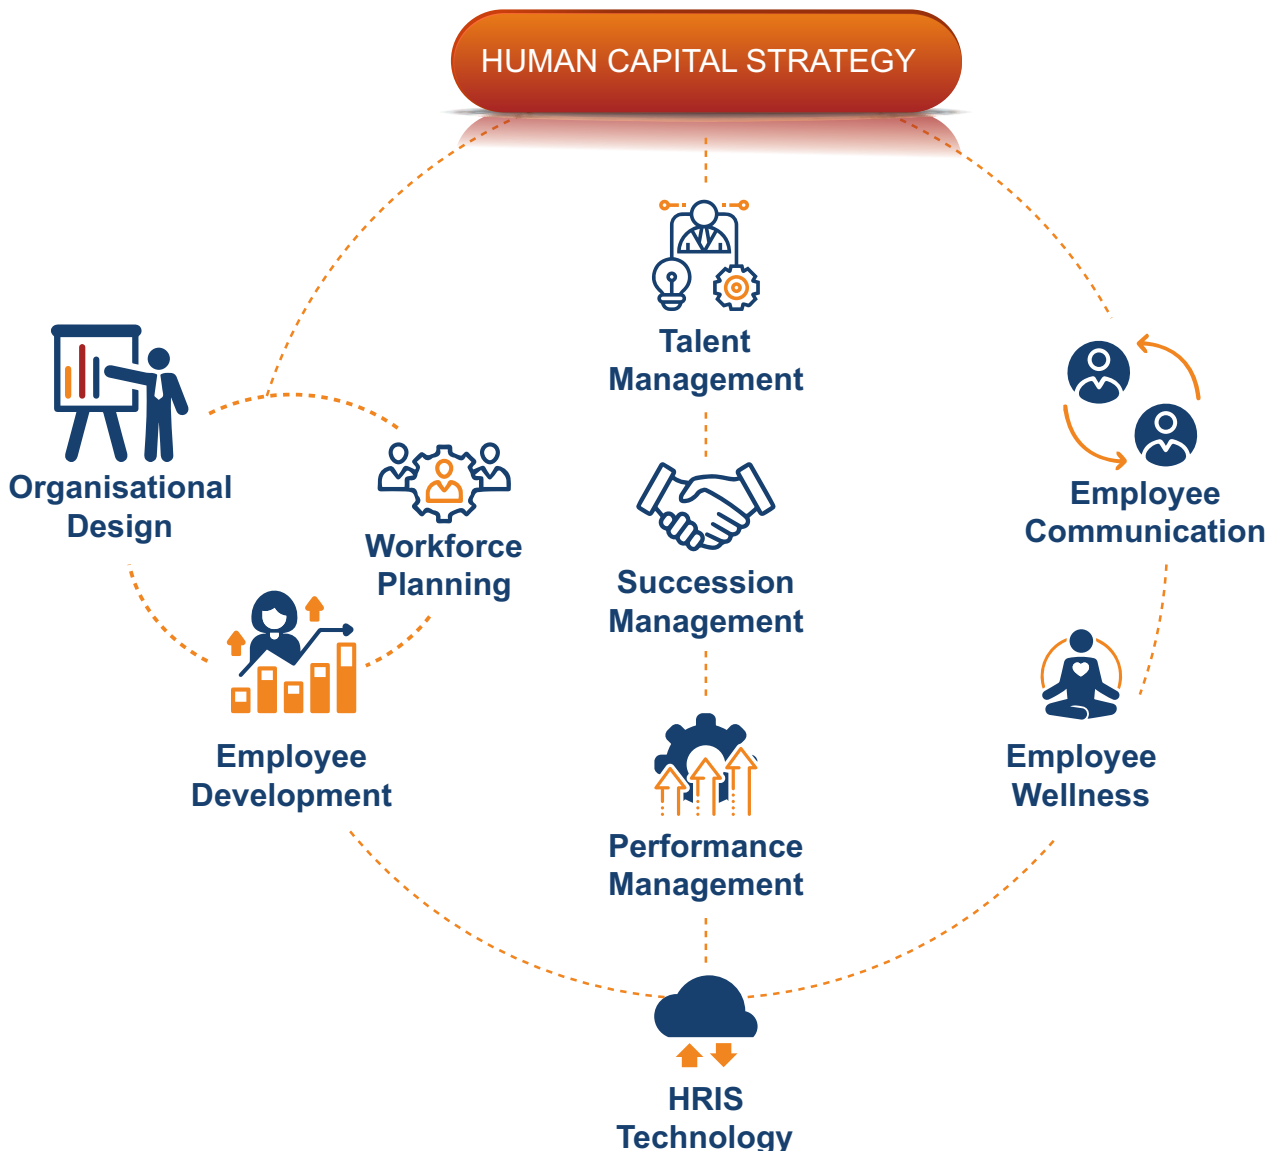 HUMAN CAPITAL STRATEGY
Talent
Management
Organisational
Design
Workforce
Planning
Employee
Development
Succession
Management
Performance
Management
Employee
Communication
Employee
Wellness
HRIS
Technology